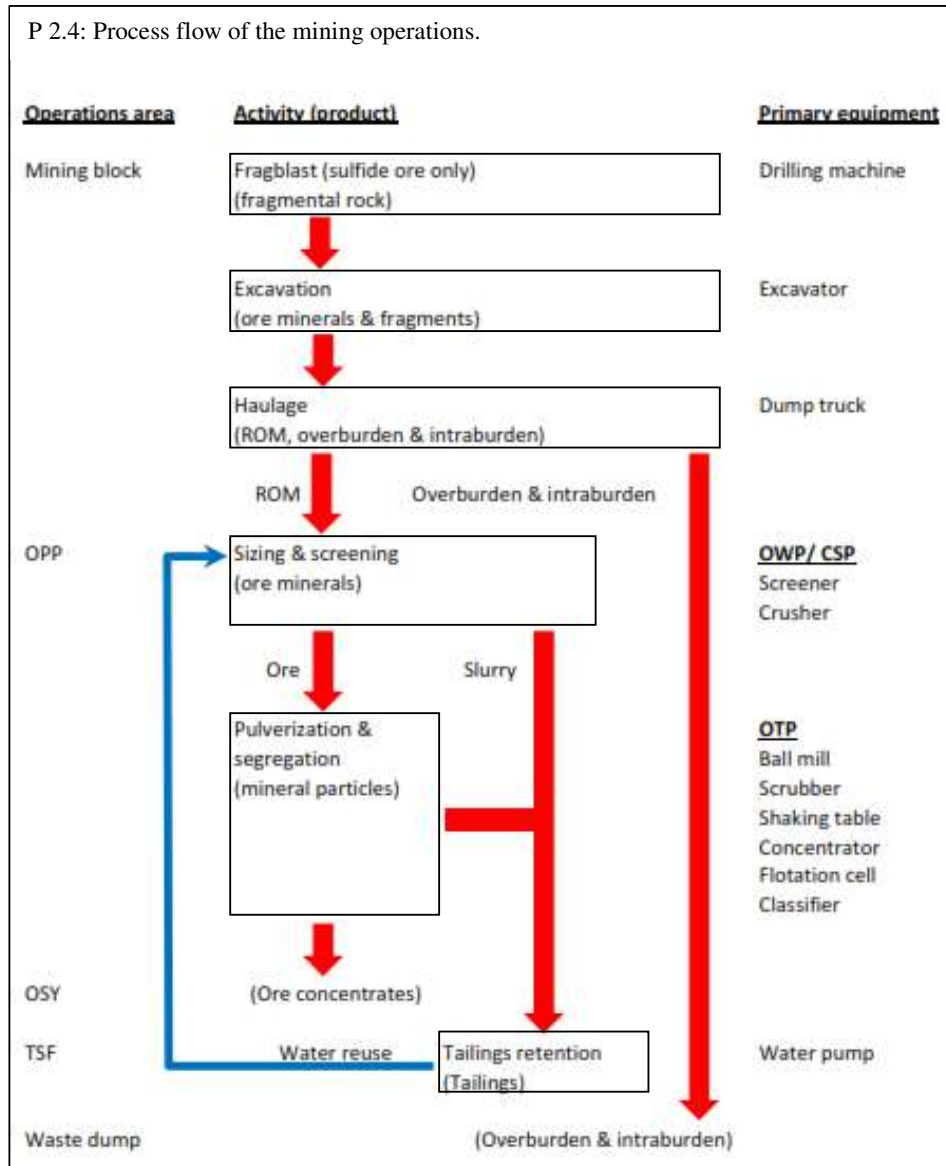 P 2.4: Process flow of the mining operations.
Operations area Activity (product) Primary equipment
Mining block Fragblast (sulfide ore only) Drilling machine
(fragmental rock)
Excavation Excavator
(ore minerals & fragments)
Haulage Dump truck
(ROM, overburden & intraburden)
ROM Overburden & intraburden
OPP Sizing & screening OWP/ CSP
(ore minerals) Screener
Crusher
Ore Slurry
Pulverization & OTP
segregation Ball mill
(mineral particles) Scrubber
Shaking table
Concentrator
Flotation cell
Classifier
OSY (Ore concentrates)
TSF Water reuse Tailings retention Water pump
(Tailings)
Waste dump (Overburden & intraburden)